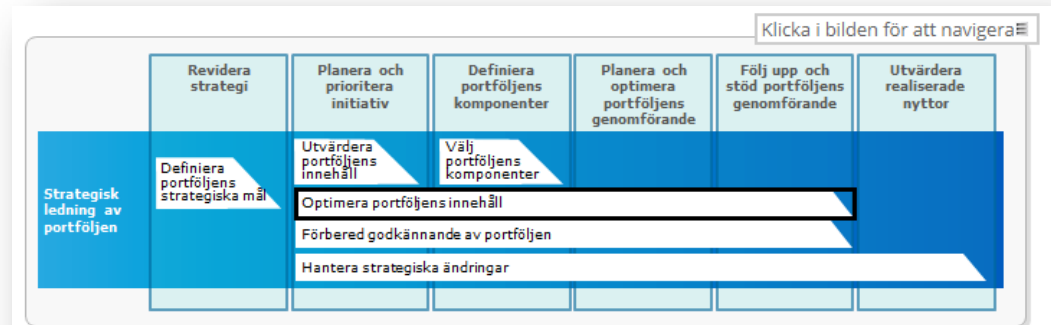 Klicka i bilden för att navigera
Revidera
strategi
Planera och
prioritera
initiativ
Definiera
portföljens
komponenter
Planera och
optimera
portföljens
genomförande
Följ upp och
stöd portföljens
genomförande
Utvärdera
realiserade
nyttor
Strategisk
ledning av
portföljen
Definiera
portföljens
strategiska mål
Utvärdera
portföljens
innehåll
Välj
portföljens
komponenter
Optimera portföljens innehåll
Förbered godkännande av portföljen
Hantera strategiska ändringar